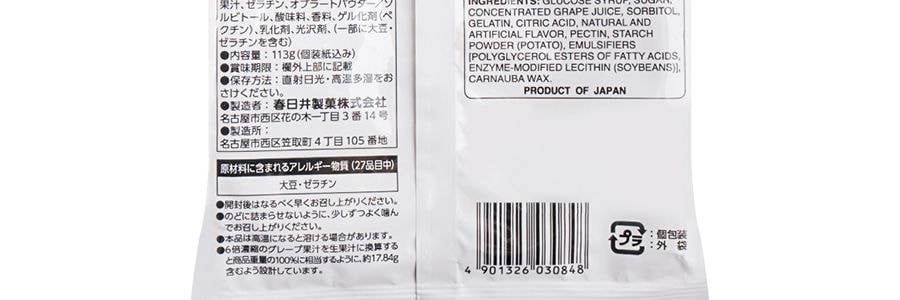 果汁、ゼラチン、オブラートパウダー/ソ
ルビトール、酸味料、香料、ゲル化剤(ペ
クチン)、乳化剤、光沢剤、(一部に大豆・
ゼラチンを含む)
●内容量:113g(個装紙込み)
●賞味期限:欄外上部に記載
●保存方法:直射日光・高温多湿をお
さけください。
●製造者:春日井製菓株式会社
名古屋市西区花の木一丁目3番14号
●製造所:
名古屋市西区笠取町4丁目105番地
原材料に含まれるアレルギー物質(27品目中)
大豆・ゼラチン
●開封後はなるべく早くお召し上がりください。
●のどに詰まらせないように、少しずつよく噛ん
でお召し上がりください。
●本品は高温になると溶ける場合があります。
●6倍濃縮のグレープ果汁を生果汁に換算する
と商品重量の100%に相当するように、約17.84g
含むよう設計しています。
INGREDIENTS: GLUCOSE SYRUP, SUGAR,
CONCENTRATED GRAPE JUICE, SORBITOL,
GELATIN, CITRIC ACID, NATURAL AND
ARTIFICIAL FLAVOR, PECTIN, STARCH
POWDER (POTATO), EMULSIFIERS
[POLYGLYCEROL ESTERS OF FATTY ACIDS,
ENZYME-MODIFIED LECITHIN (SOYBEANS)],
CARNAUBA WAX.
PRODUCT OF JAPAN
4 901326 030848
プラ
:個包装
:外 袋